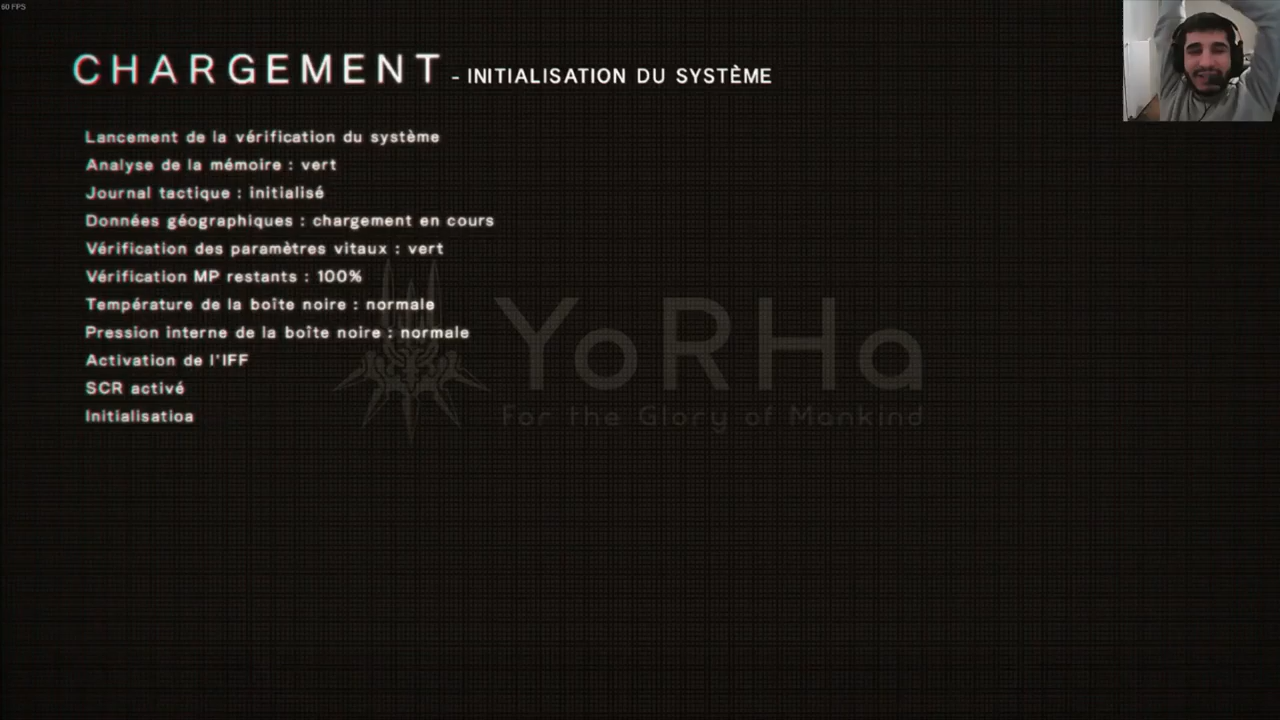 60 FPS
CHARGEMENT - INITIALISATION DU SYSTÈME
Lancement de la vérification du système
Analyse de la mémoire : vert
Journal tactique : initialisé
Données géographiques : chargement en cours
Vérification des paramètres vitaux : vert
Vérification MP restants : 100%
Température de la boîte noire : normale
Pression interne de la boîte noire : normale
Activation de l'IFF
SCR activé
Initialisatioa
YoRHa
For the Glory of Mankind